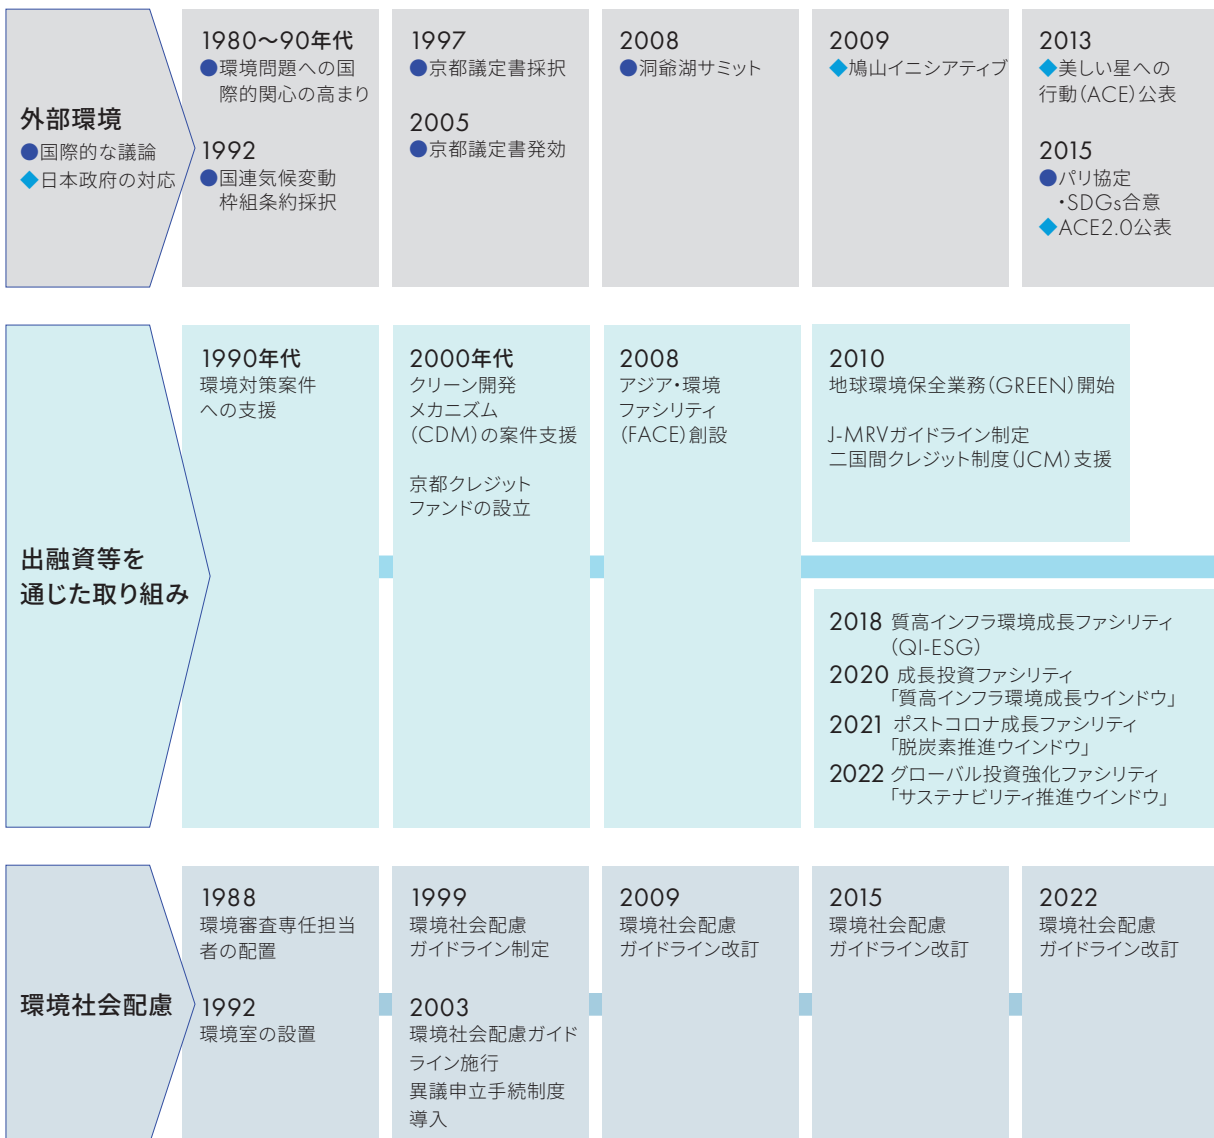 外部環境
●国際的な議論
◆日本政府の対応
1980〜90年代
●環境問題への国
際的関心の高まり
1992
●国連気候変動
枠組条約採択
1997
●京都議定書採択
2005
●京都議定書発効
2008
●洞爺湖サミット
2009
◆鳩山イニシアティブ
2013
◆美しい星への
行動(ACE)公表
2015
●パリ協定
・SDGs合意
◆ACE2.0公表
出融資等を
通じた取り組み
1990年代
環境対策案件
への支援
2000年代
クリーン開発
メカニズム
(CDM)の案件支援
京都クレジット
ファンドの設立
2008
アジア・環境
ファシリティ
(FACE)創設
2010
地球環境保全業務(GREEN)開始
J-MRVガイドライン制定
二国間クレジット制度(JCM)支援
2018 質高インフラ環境成長ファシリティ
(QI-ESG)
2020 成長投資ファシリティ
「質高インフラ環境成長ウインドウ」
2021 ポストコロナ成長ファシリティ
「脱炭素推進ウインドウ」
2022 グローバル投資強化ファシリティ
「サステナビリティ推進ウインドウ」
環境社会配慮
1988
環境審査専任担当
者の配置
1992
環境室の設置
1999
環境社会配慮
ガイドライン制定
2003
環境社会配慮ガイド
ライン施行
異議申立手続制度
導入
2009
環境社会配慮
ガイドライン改訂
2015
環境社会配慮
ガイドライン改訂
2022
環境社会配慮
ガイドライン改訂